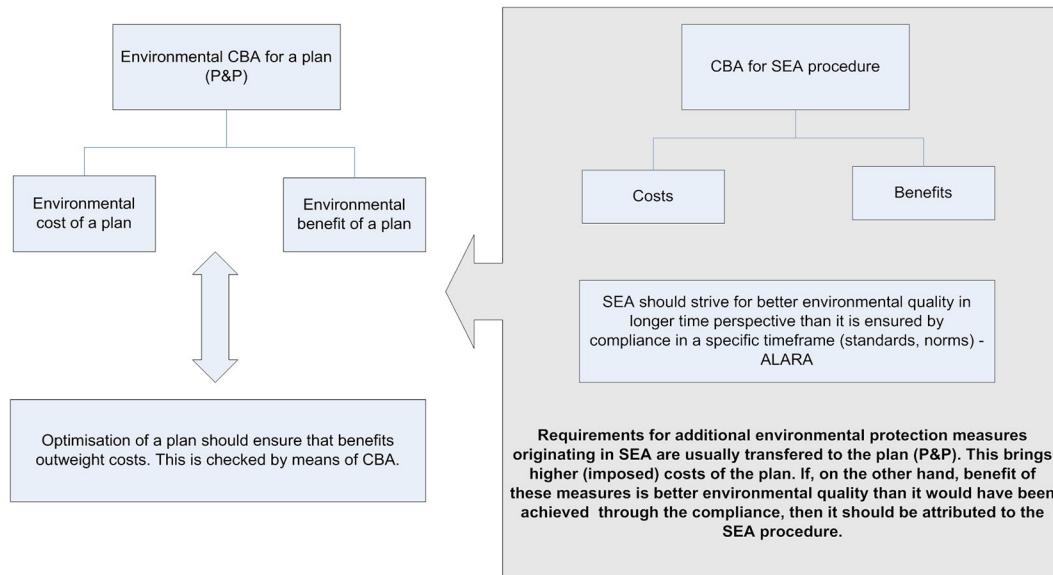 Environmental CBA for a plan
(P&P)
Environmental
cost of a plan
Environmental
benefit of a plan
Optimisation of a plan should ensure that benefits
outweight costs. This is checked by means of CBA.
CBA for SEA procedure
Costs
Benefits
SEA should strive for better environmental quality in
longer time perspective than it is ensured by
compliance in a specific timeframe (standards, norms) -
ALARA
Requirements for additional environmental protection measures
originating in SEA are usually transfered to the plan (P&P). This brings
higher (imposed) costs of the plan. If, on the other hand, benefit of
these measures is better environmental quality than it would have been
achieved through the compliance, then it should be attributed to the
SEA procedure.